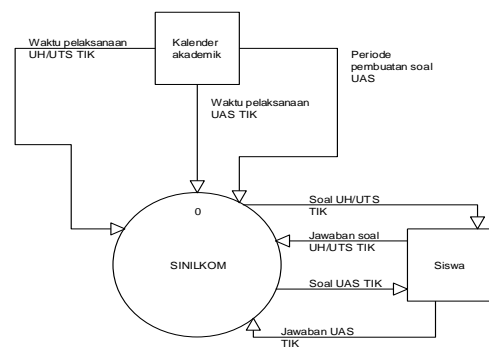 Waktu pelaksanaan
UH/UTS TIK
Kalender
akademik
Periode
pembuatan soal
UAS
Waktu pelaksanaan
UAS TIK
0
SINILKOM
Soal UH/UTS
TIK
Jawaban soal
UH/UTS TIK
Siswa
Soal UAS TIK
Jawaban UAS
TIK